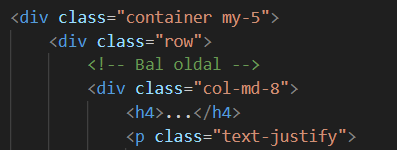 <div class="container my-5">
<div class="row">
<!-- Bal oldal -->
<div class="col-md-8">
<h4>...</h4>
<p class="text-justify">